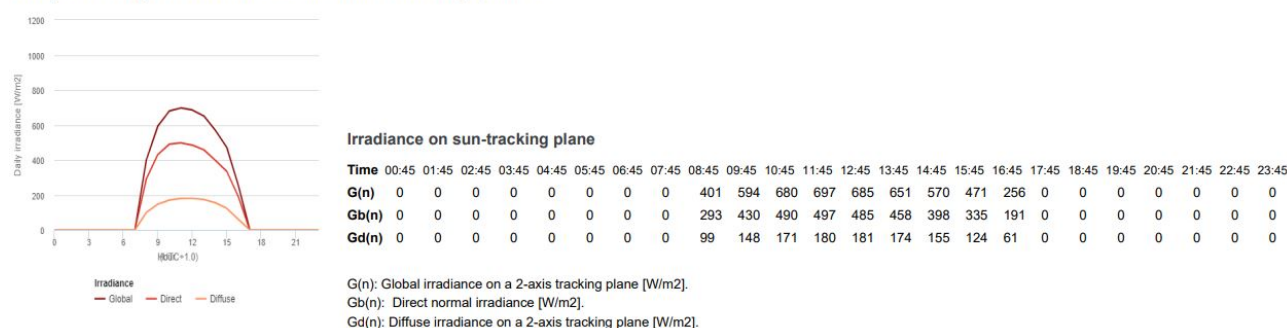 1200
1000
800
600
400
200
0
Daily irradiance [W/m2]
0 3 6 9 12 15 18 21
Irradiance
Global Direct Diffuse
Irradiance on sun-tracking plane
Time 00:45 01:45 02:45 03:45 04:45 05:45 06:45 07:45 08:45 09:45 10:45 11:45 12:45 13:45 14:45 15:45 16:45 17:45 18:45 19:45 20:45 21:45 22:45 23:45
G(n) 0 0 0 0 0 0 0 0 401 594 680 697 685 651 570 471 256 0 0 0 0 0 0 0
Gb(n) 0 0 0 0 0 0 0 0 293 430 490 497 485 458 398 335 191 0 0 0 0 0 0 0
Gd(n) 0 0 0 0 0 0 0 0 99 148 171 180 181 174 155 124 61 0 0 0 0 0 0 0
G(n): Global irradiance on a 2-axis tracking plane [W/m2].
Gb(n): Direct normal irradiance [W/m2].
Gd(n): Diffuse irradiance on a 2-axis tracking plane [W/m2].